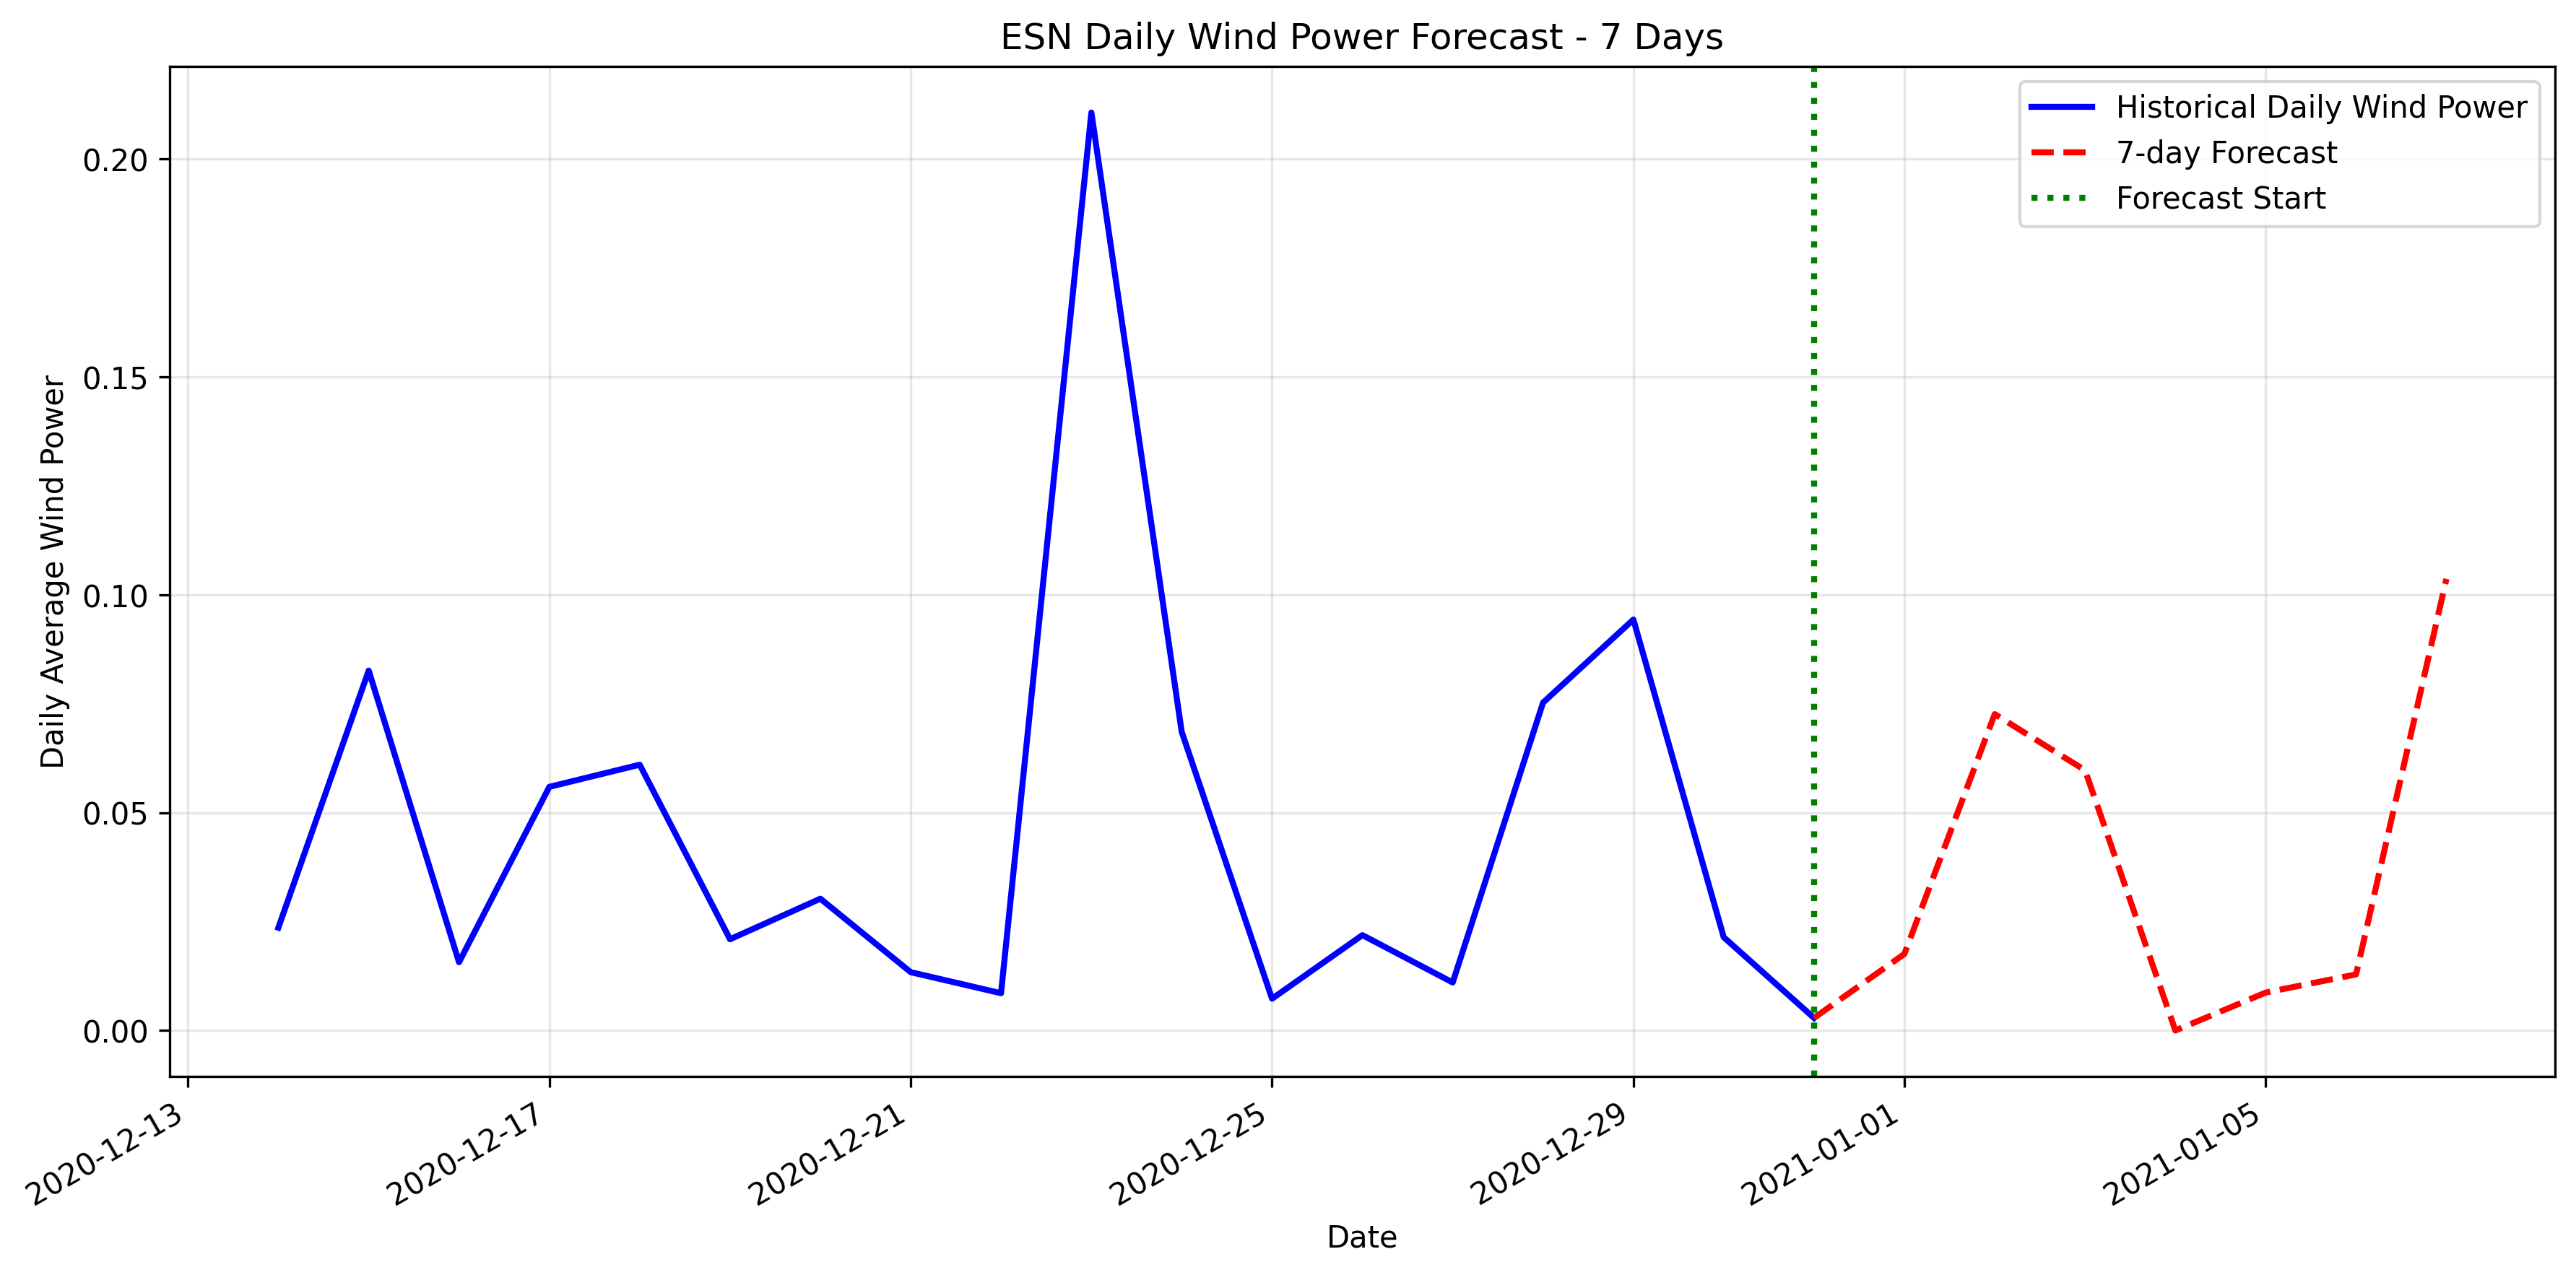 ESN Daily Wind Power Forecast - 7 Days
Historical Daily Wind Power
7-day Forecast
Forecast Start
Daily Average Wind Power
0.20
0.15
0.10
0.05
0.00
2020-12-13
2020-12-17
2020-12-21
2020-12-25
2020-12-29
2021-01-01
2021-01-05
Date